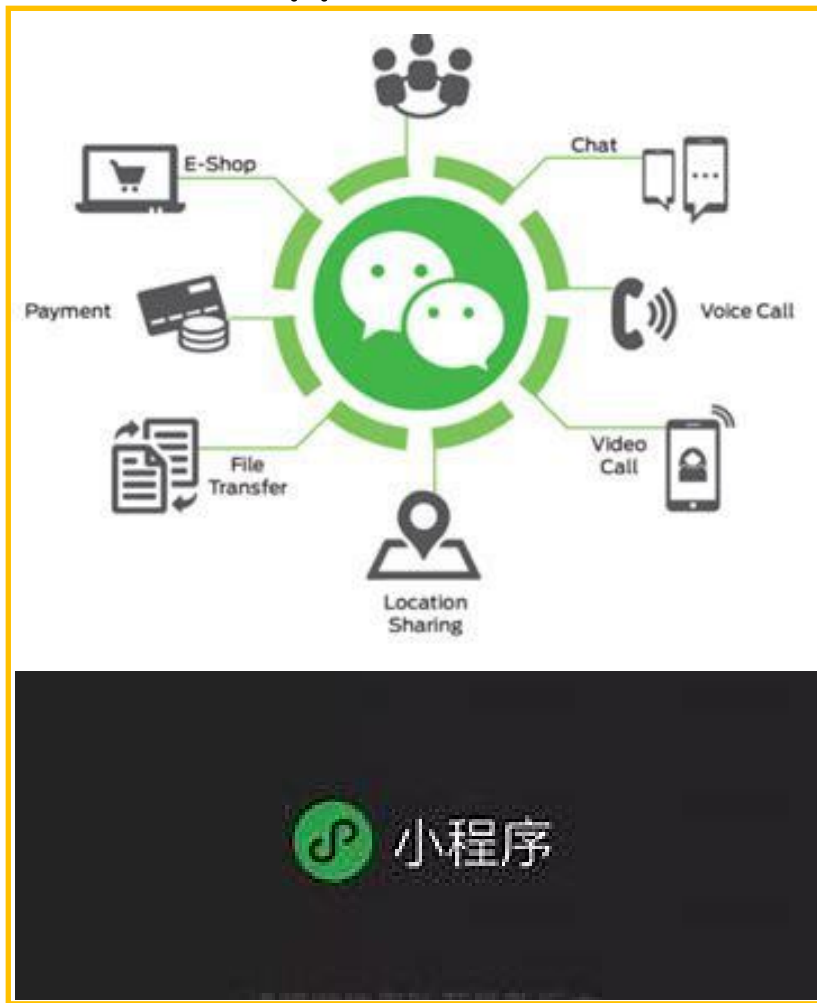 E-Shop
Chat
Payment
Voice Call
File
Transfer
Video
Call
Location
Sharing
小程序